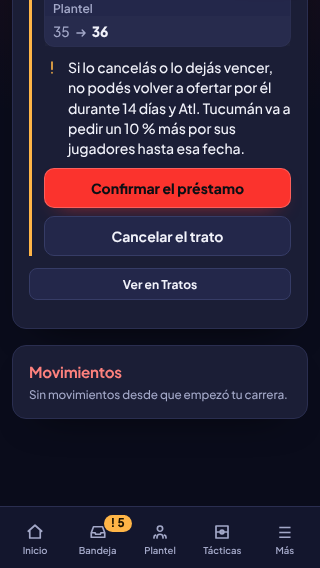 Plantel
35 → 36
! Si lo cancelás o lo dejás vencer,
no podés volver a ofertar por él
durante 14 días y Atl. Tucumán va a
pedir un 10 % más por sus
jugadores hasta esa fecha.
Confirmar el préstamo
Cancelar el trato
Ver en Tratos
Movimientos
Sin movimientos desde que empezó tu carrera.
! 5
Inicio Bandeja Plantel Tácticas Más